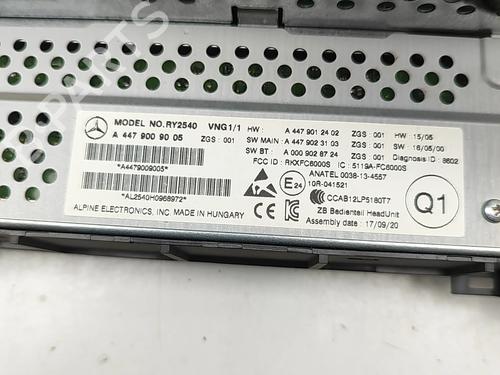 MODEL NO.RY2540 VNG1/1 HW : A 447 901 24 02 ZGS : 001 HW : 15/05
A 447 900 90 05 ZGS : 001 SW MAIN : A 447 902 31 03 ZGS : 001 SW : 16/05/00
SW BT : A 000 902 87 24 ZGS : 001 Diagnosis ID : 8602
FCC ID : RKXFC6000S IC : 5119A-FC6000S
*A4479009005*
ANATEL 0038-13-4557
E24 10R-041521
*AL2540H0968972*
CCAB12LP5180T7
Q1
ALPINE ELECTRONICS, INC. MADE IN HUNGARY
ZB Bedienteil HeadUnit
Assembly date : 17/09/20